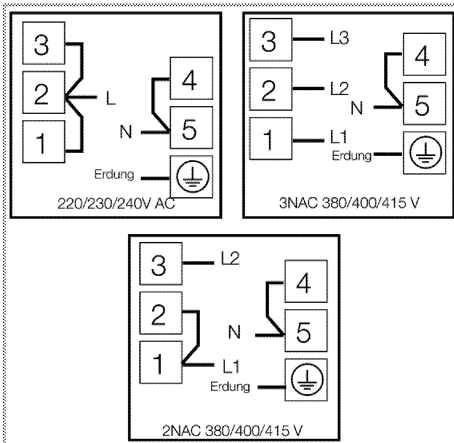 3
2
1
L
4
N
5
Erdung
220/230/240V AC
3
L3
2
L2
1
L1
4
N
5
Erdung
3NAC 380/400/415 V
3
L2
2
1
L1
4
N
5
Erdung
2NAC 380/400/415 V